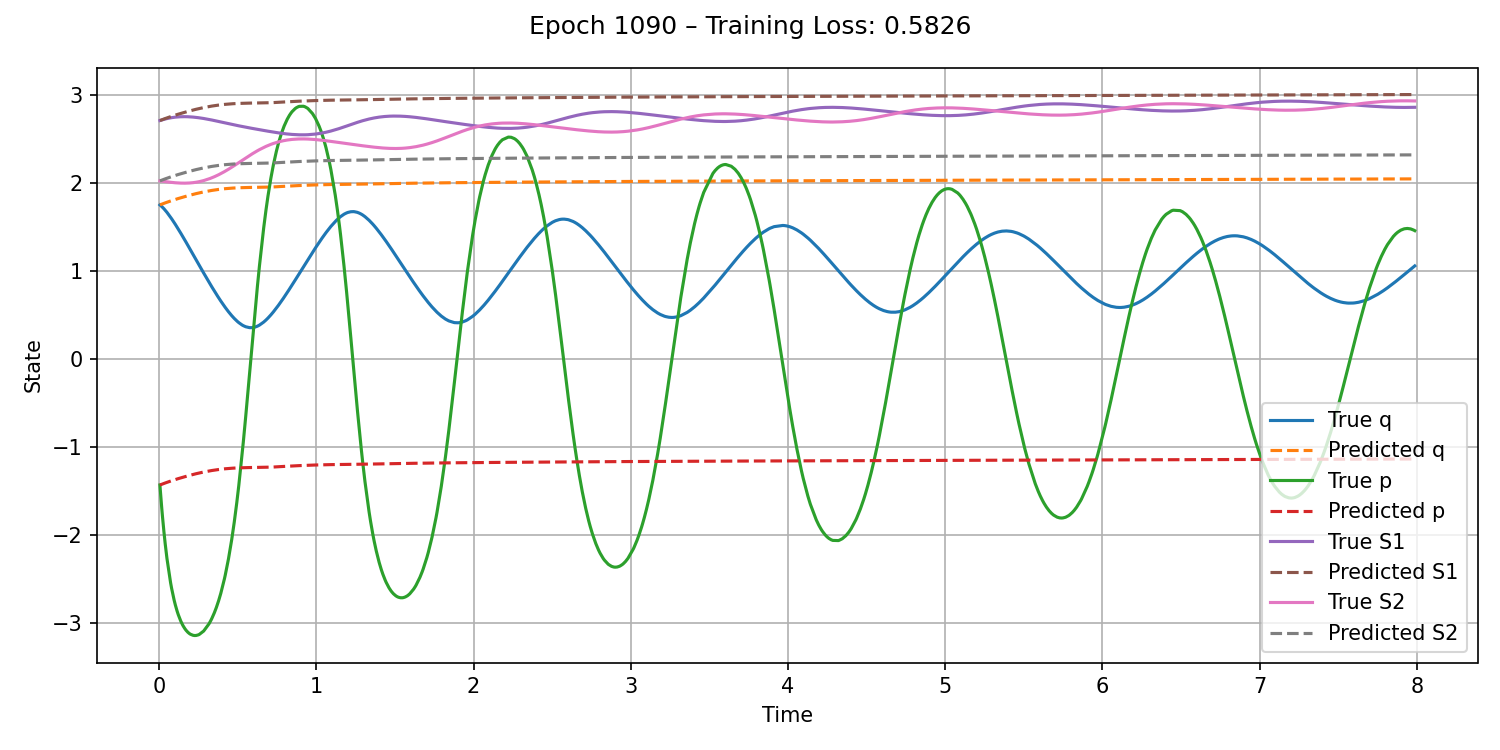 Epoch 1090 – Training Loss: 0.5826
State
3
2
1
0
−1
−2
−3
0 1 2 3 4 5 6 7 8
Time
True q
Predicted q
True p
Predicted p
True S1
Predicted S1
True S2
Predicted S2